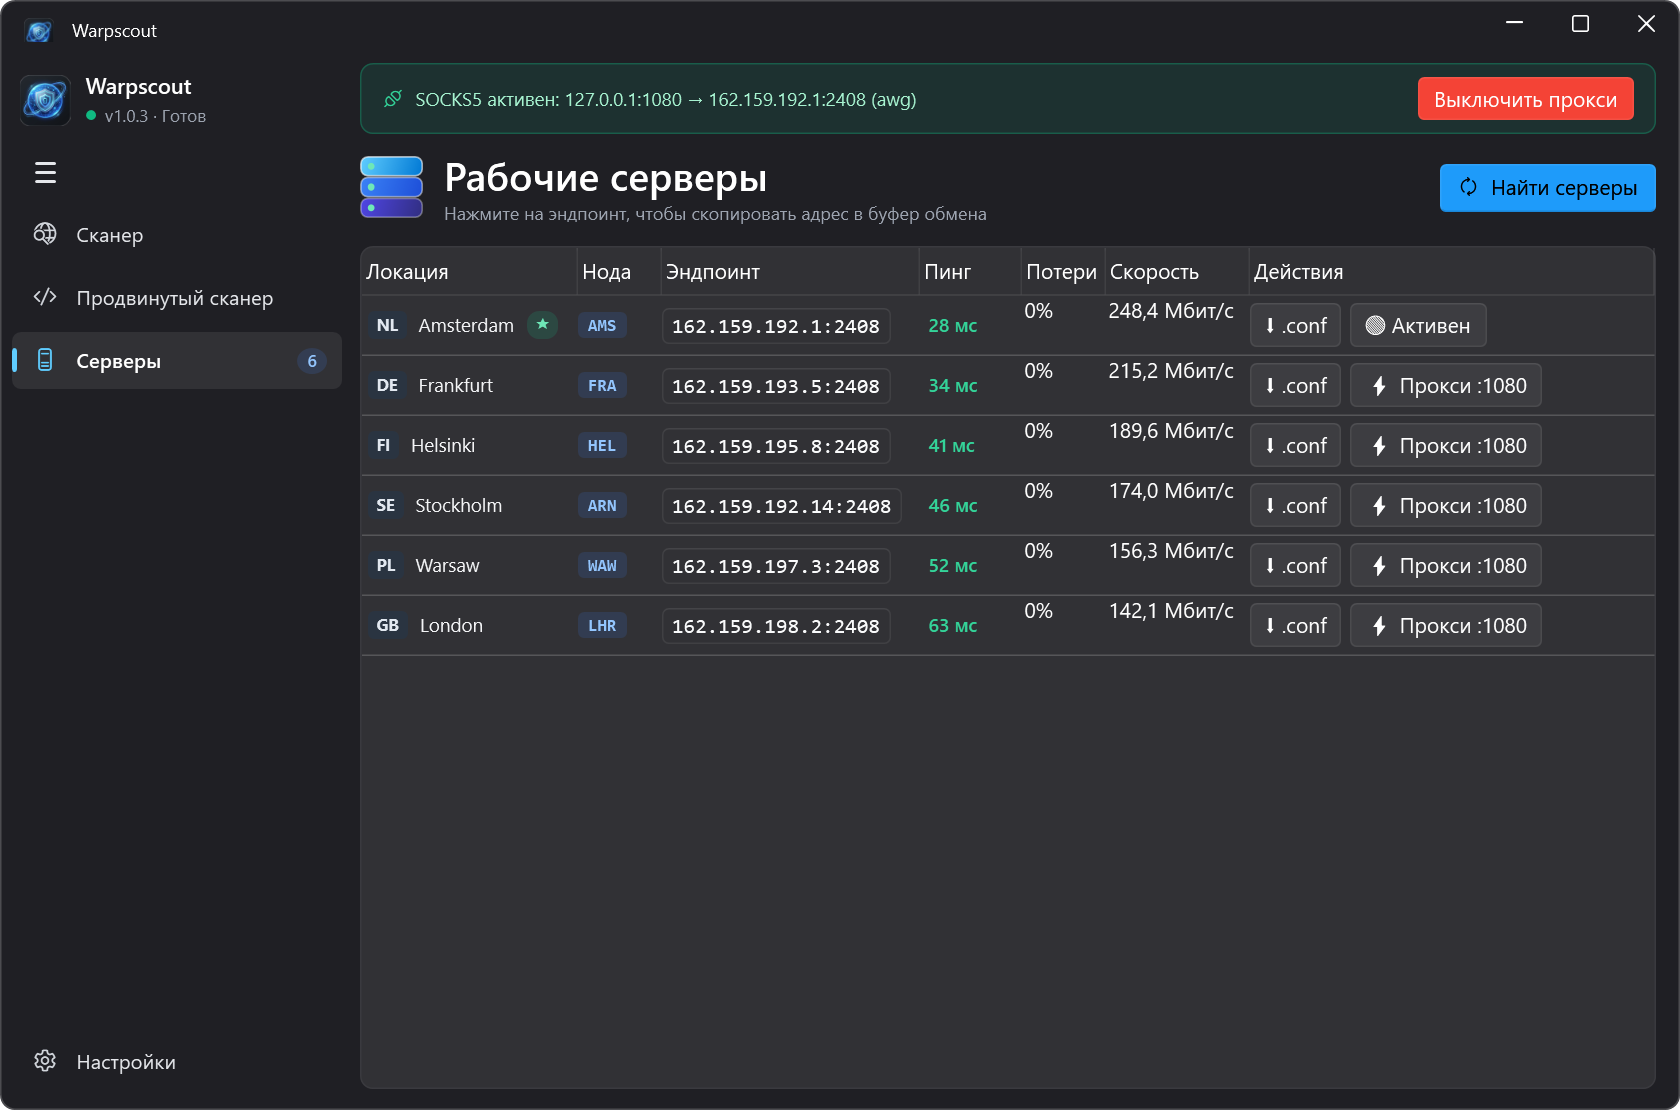 Warpscout
Warpscout
v1.0.3 · Готов
Сканер
Продвинутый сканер
Серверы 6
Настройки
SOCKS5 активен: 127.0.0.1:1080 → 162.159.192.1:2408 (awg)
Выключить прокси
Рабочие серверы
Нажмите на эндпоинт, чтобы скопировать адрес в буфер обмена
Найти серверы
Локация Нода Эндпоинт Пинг Потери Скорость Действия
NL Amsterdam ★ AMS 162.159.192.1:2408 28 мс 0% 248,4 Мбит/с ⬇ .conf Активен
DE Frankfurt FRA 162.159.193.5:2408 34 мс 0% 215,2 Мбит/с ⬇ .conf ⚡ Прокси :1080
FI Helsinki HEL 162.159.195.8:2408 41 мс 0% 189,6 Мбит/с ⬇ .conf ⚡ Прокси :1080
SE Stockholm ARN 162.159.192.14:2408 46 мс 0% 174,0 Мбит/с ⬇ .conf ⚡ Прокси :1080
PL Warsaw WAW 162.159.197.3:2408 52 мс 0% 156,3 Мбит/с ⬇ .conf ⚡ Прокси :1080
GB London LHR 162.159.198.2:2408 63 мс 0% 142,1 Мбит/с ⬇ .conf ⚡ Прокси :1080